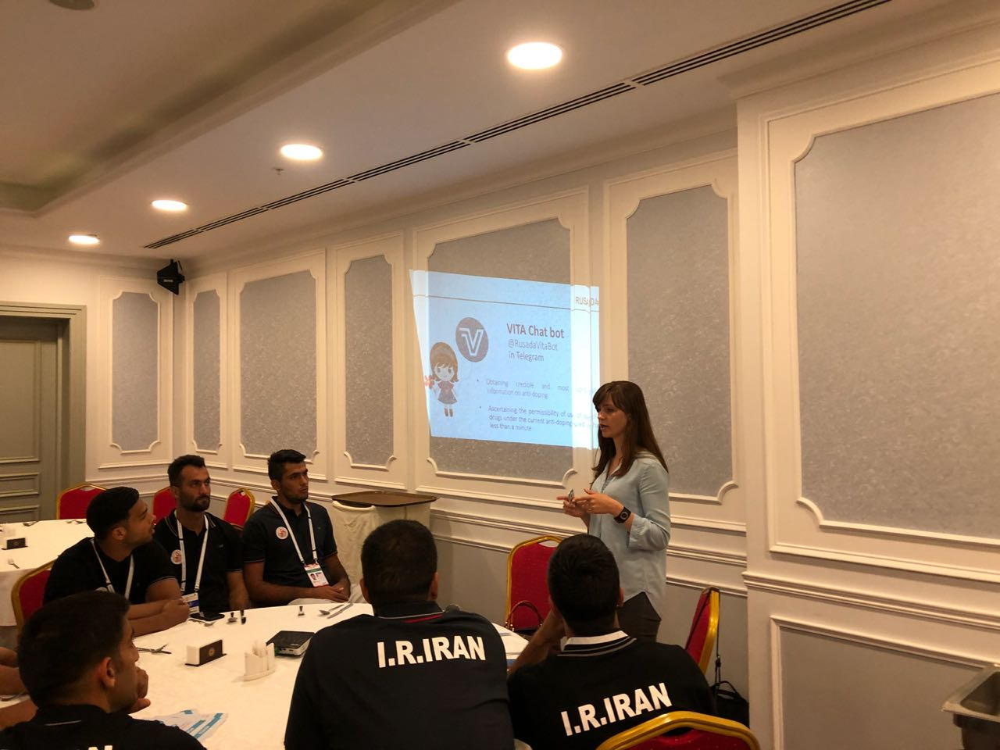 RUSADA
V
VITA Chat bot
@RusadaVitaBot
in Telegram
• Obtaining credible and most
information on anti-doping
• Ascertaining the permissibility of use of
drugs under the current anti-doping
less than a minute
I.R.IRAN
I.R.IRAN
N